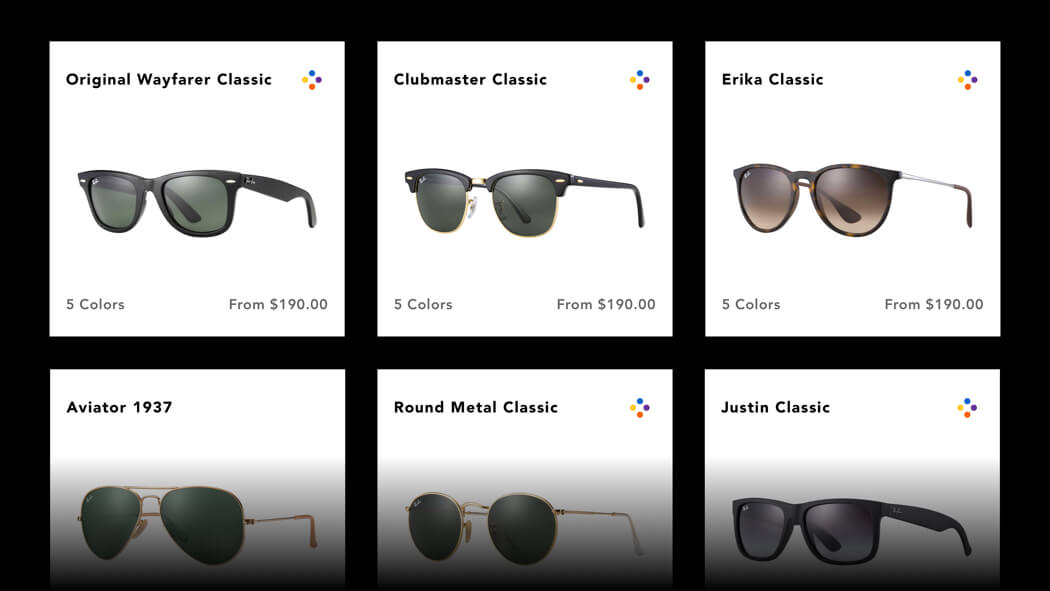 Original Wayfarer Classic
Clubmaster Classic
Erika Classic
5 Colors
From $190.00
5 Colors
From $190.00
5 Colors
From $190.00
Aviator 1937
Round Metal Classic
Justin Classic